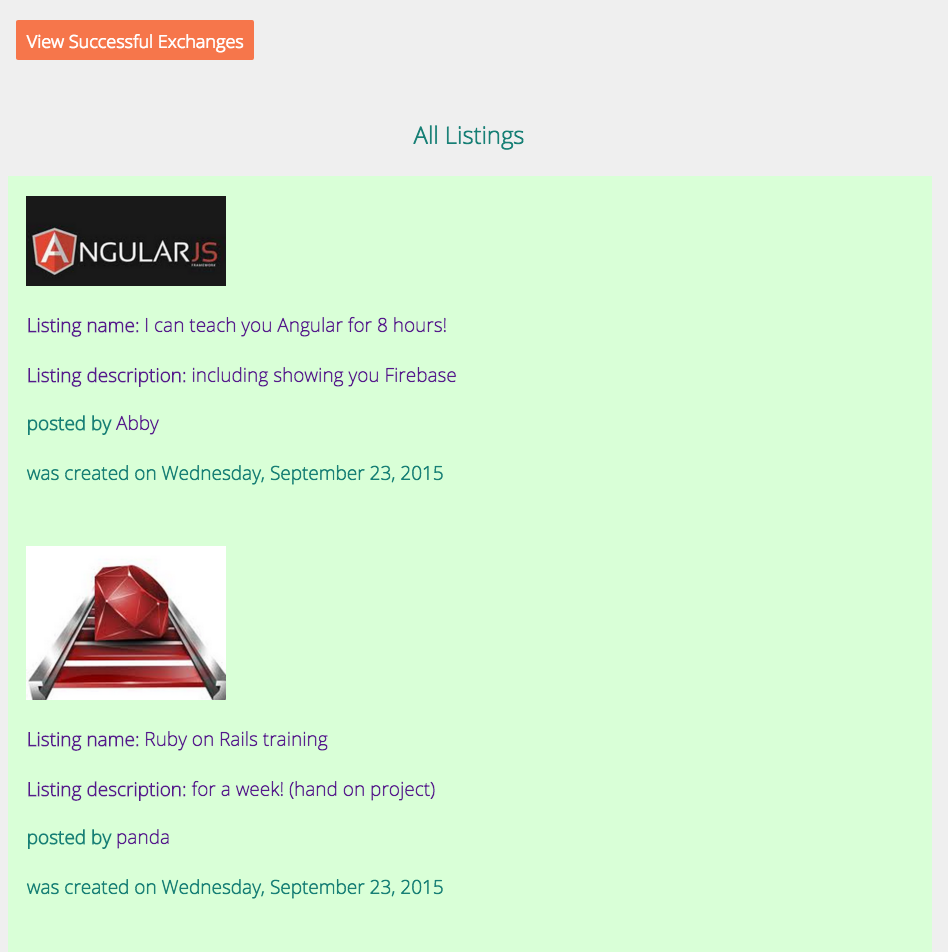 View Successful Exchanges
All Listings
ANGULARJS
FRAMEWORK
Listing name: I can teach you Angular for 8 hours!
Listing description: including showing you Firebase
posted by Abby
was created on Wednesday, September 23, 2015
Listing name: Ruby on Rails training
Listing description: for a week! (hand on project)
posted by panda
was created on Wednesday, September 23, 2015